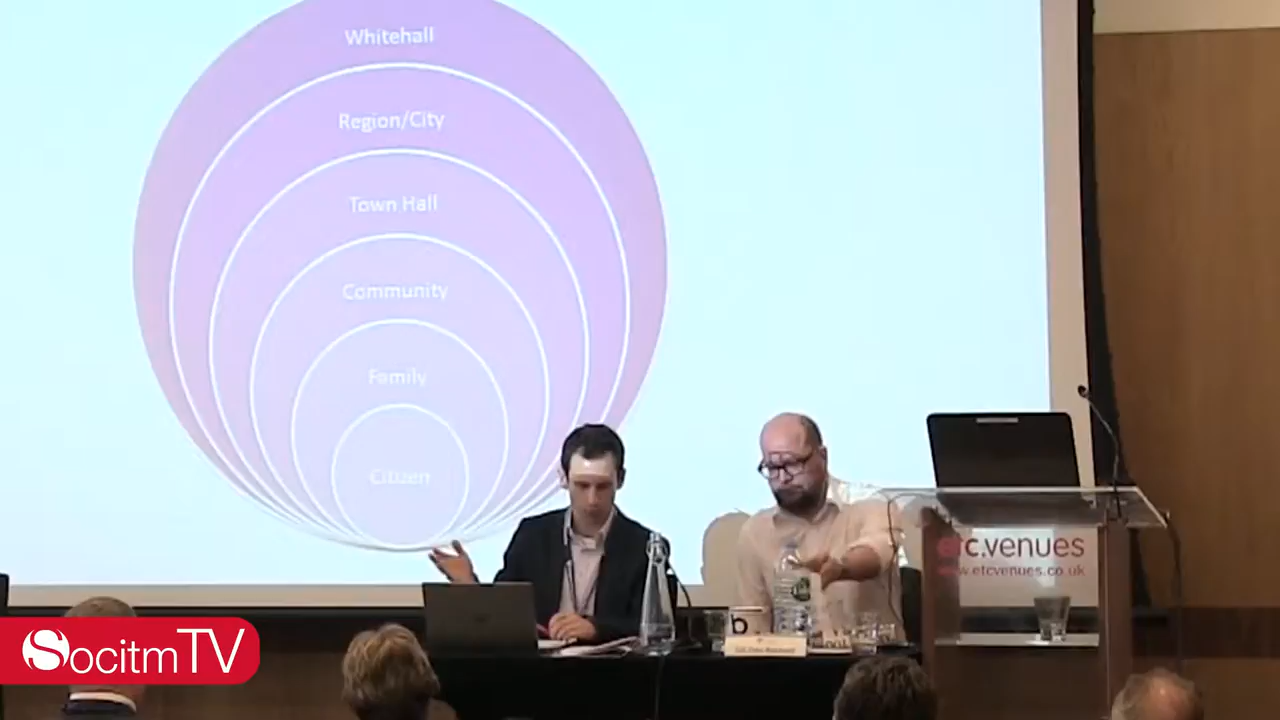 Whitehall
Region/City
Town Hall
Community
Family
Citizen
etc.venues
www.etcvenues.co.uk
b
SocitmTV